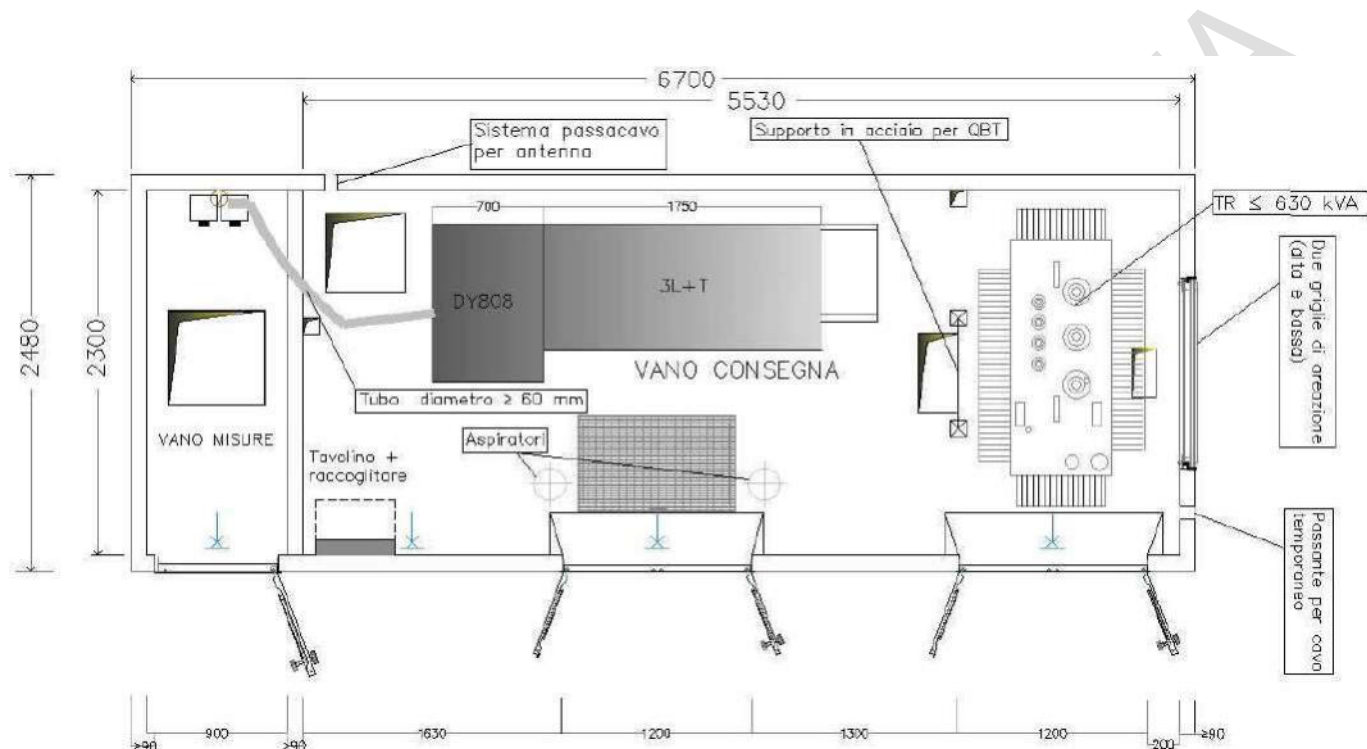 6700
5530
Sistema passacavo
per antenna
Supporto in acciaio per QBT
TR ≤ 630 kVA
Due griglie di areazione
(alta e bassa)
700
1750
DY808
3L+T
2480
2300
VANO CONSEGNA
Tubo diametro ≥ 60 mm
VANO MISURE
Aspiratori
Tavolino +
raccoglitore
Passante per cavo
temporaneo
≥90
900
≥90
1630
1200
1300
1200
200
≥90